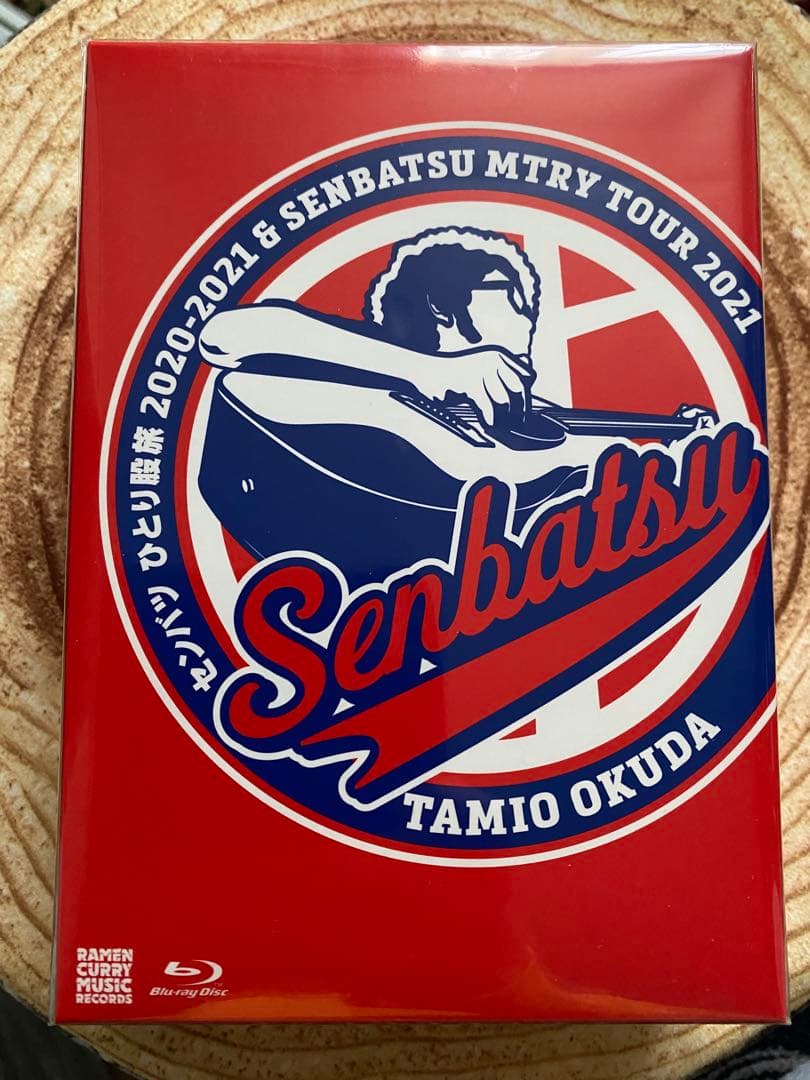 センバツ ひとり股旅 2020-2021 & SENBATSU MTRY TOUR 2021
Senbatsu
TAMIO OKUDA
RAMEN
CURRY
MUSIC
RECORDS
Blu-ray Disc